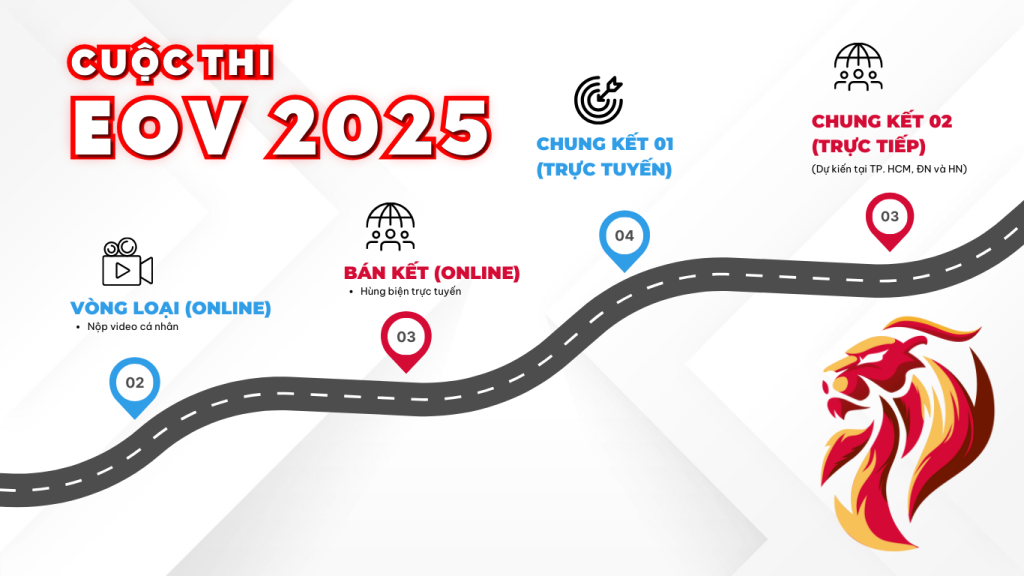 CUỘC THI
EOV 2025
VÒNG LOẠI (ONLINE)
• Nộp video cá nhân
02
BÁN KẾT (ONLINE)
• Hùng biện trực tuyến
03
CHUNG KẾT 01
(TRỰC TUYẾN)
04
CHUNG KẾT 02
(TRỰC TIẾP)
(Dự kiến tại TP. HCM, ĐN và HN)
03